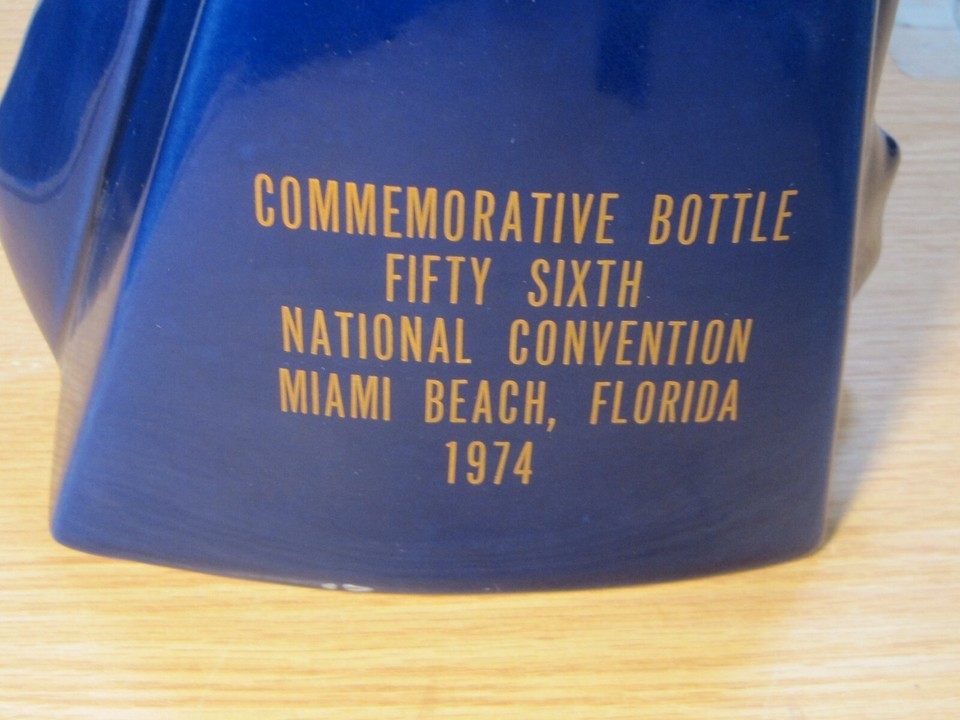 COMMEMORATIVE BOTTLE
FIFTY SIXTH
NATIONAL CONVENTION
MIAMI BEACH, FLORIDA
1974